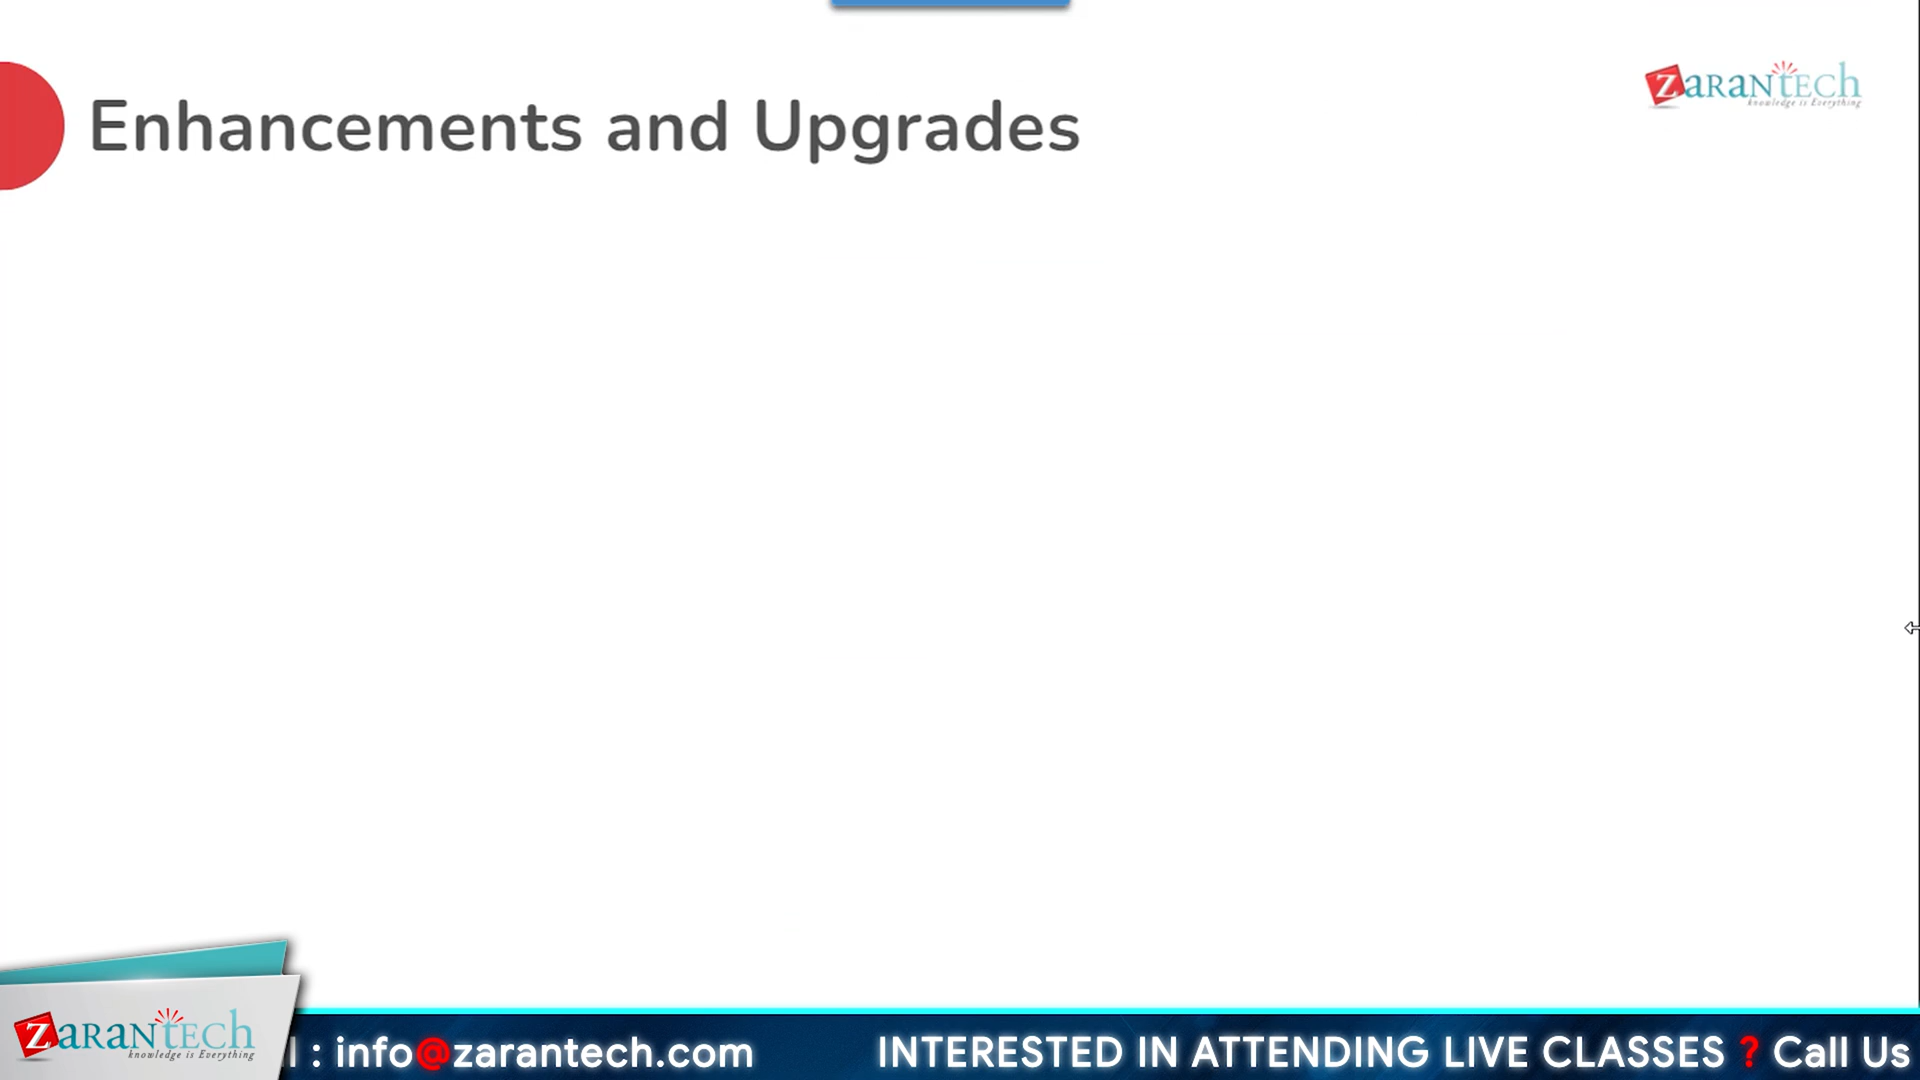 ZARANTECH
knowledge is Everything
Enhancements and Upgrades
ZARANTECH
knowledge is Everything
l : info@zarantech.com INTERESTED IN ATTENDING LIVE CLASSES ? Call Us